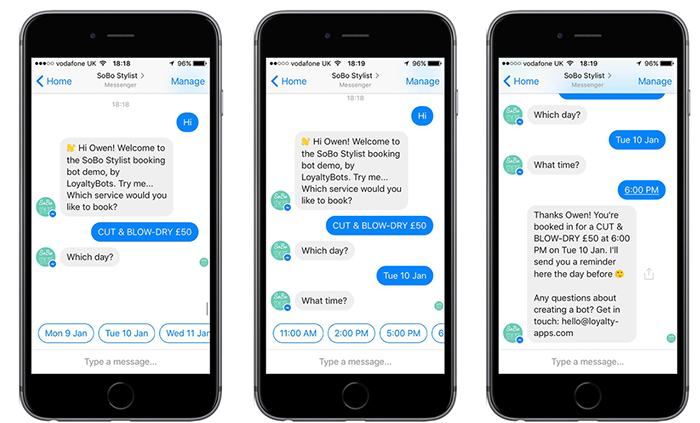 vodafone UK 18:18 96%
Home
SoBo Stylist >
Messenger
Manage
18:18
Hi
👋 Hi Owen! Welcome to
the SoBo Stylist booking
bot demo, by
LoyaltyBots. Try me...
Which service would you
like to book?
SoBo
CUT & BLOW-DRY £50
Which day?
Mon 9 Jan
Tue 10 Jan
Wed 11 Jan
Type a message...
vodafone UK 18:19 96%
Home
SoBo Stylist >
Messenger
Manage
18:18
Hi
👋 Hi Owen! Welcome to
the SoBo Stylist booking
bot demo, by
LoyaltyBots. Try me...
Which service would you
like to book?
SoBo
CUT & BLOW-DRY £50
Which day?
Tue 10 Jan
What time?
11:00 AM
2:00 PM
5:00 PM
6
Type a message...
vodafone UK 18:19 96%
Home
SoBo Stylist >
Messenger
Manage
Which day?
Tue 10 Jan
What time?
6:00 PM
Thanks Owen! You're
booked in for a CUT &
BLOW-DRY £50 at 6:00
PM on Tue 10 Jan. I'll
send you a reminder
here the day before 🙂
Any questions about
creating a bot? Get in
touch: hello@loyalty-
apps.com
SoBo
Type a message...